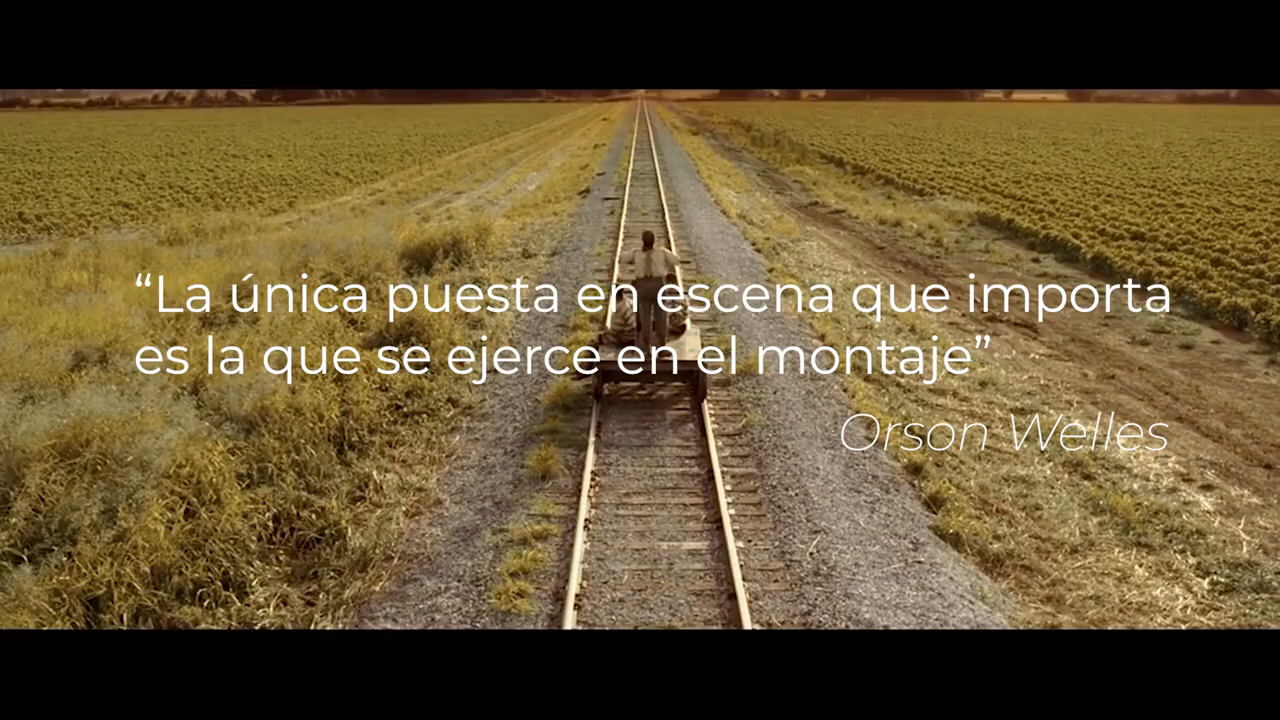 “La única puesta en escena que importa
es la que se ejerce en el montaje”
Orson Welles